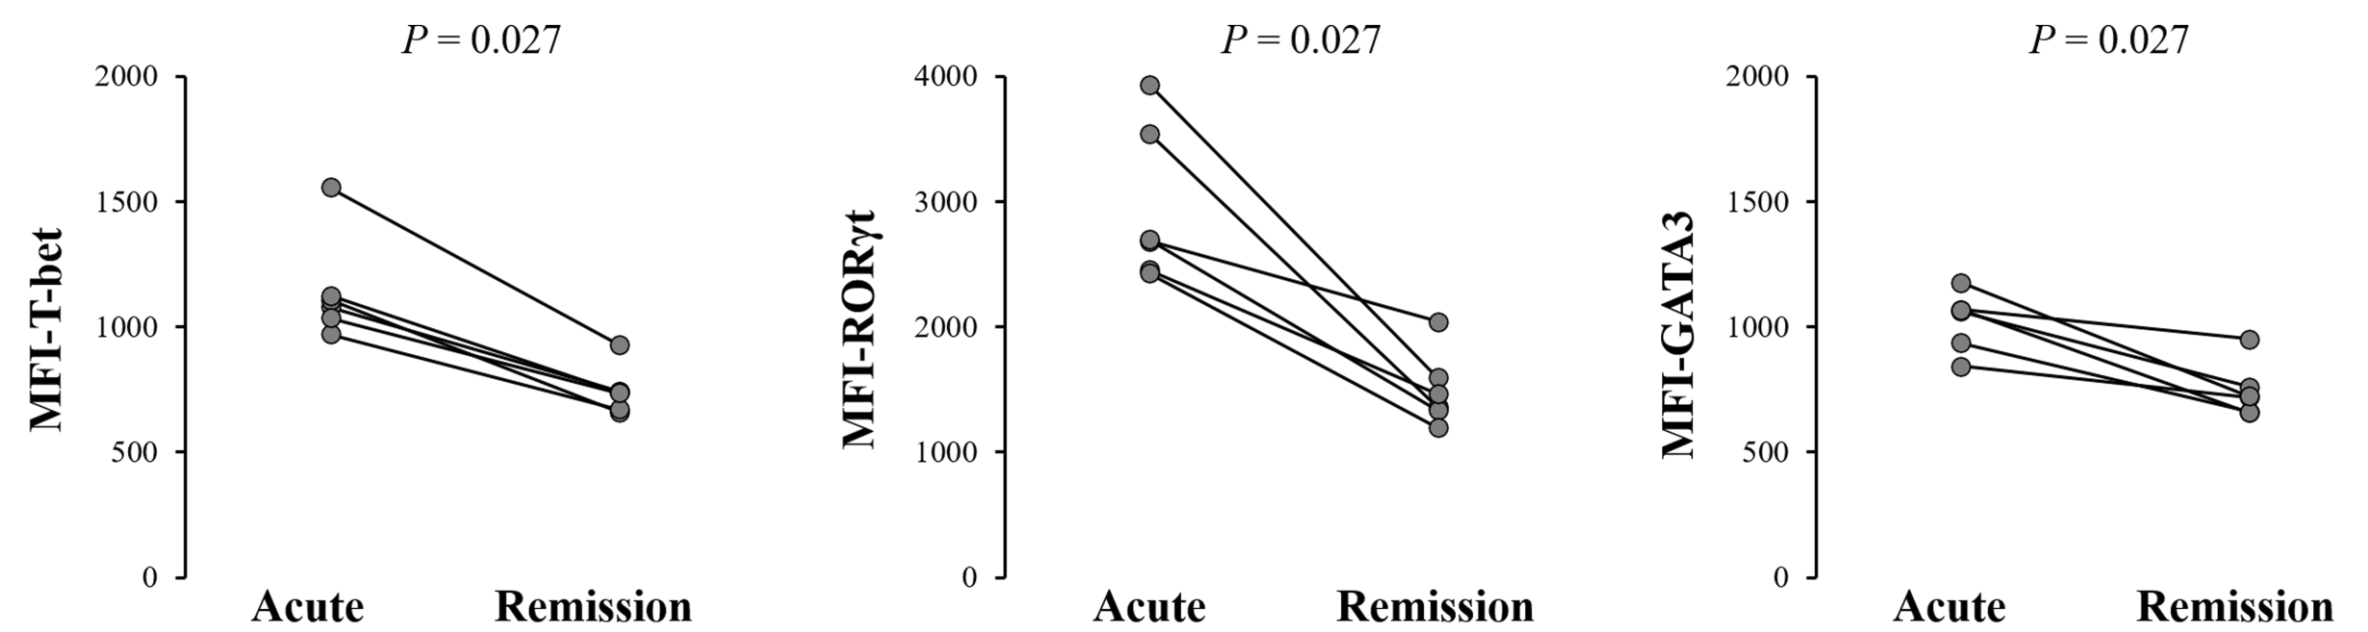 P = 0.027
MFI-T-bet
2000
1500
1000
500
0
Acute Remission
P = 0.027
MFI-RORγt
4000
3000
2000
1000
0
Acute Remission
P = 0.027
MFI-GATA3
2000
1500
1000
500
0
Acute Remission